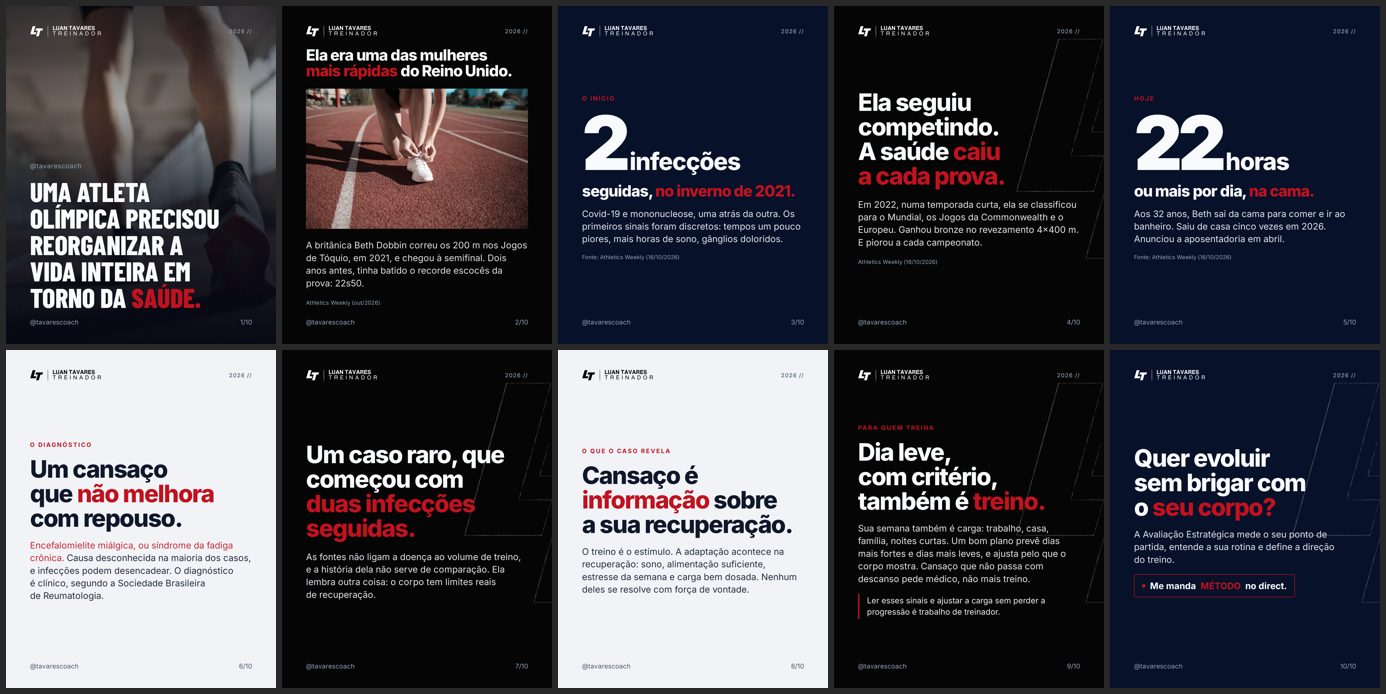 LT LUAN TAVARES
TREINADOR
2026 //
@tavarescoach
UMA ATLETA
OLÍMPICA PRECISOU
REORGANIZAR A
VIDA INTEIRA EM
TORNO DA SAÚDE.
@tavarescoach
1/10
LT LUAN TAVARES
TREINADOR
2026 //
Ela era uma das mulheres
mais rápidas do Reino Unido.
A britânica Beth Dobbin correu os 200 m nos Jogos
de Tóquio, em 2021, e chegou à semifinal. Dois
anos antes, tinha batido o recorde escocês da
prova: 22s50.
Athletics Weekly (out/2026)
@tavarescoach
2/10
LT LUAN TAVARES
TREINADOR
2026 //
O INÍCIO
2 infecções
seguidas, no inverno de 2021.
Covid-19 e mononucleose, uma atrás da outra. Os
primeiros sinais foram discretos: tempos um pouco
piores, mais horas de sono, gânglios doloridos.
Fonte: Athletics Weekly (16/10/2026)
@tavarescoach
3/10
LT LUAN TAVARES
TREINADOR
2026 //
Ela seguiu
competindo.
A saúde caiu
a cada prova.
Em 2022, numa temporada curta, ela se classificou
para o Mundial, os Jogos da Commonwealth e o
Europeu. Ganhou bronze no revezamento 4×400 m.
E piorou a cada campeonato.
Athletics Weekly (16/10/2026)
@tavarescoach
4/10
LT LUAN TAVARES
TREINADOR
2026 //
HOJE
22 horas
ou mais por dia, na cama.
Aos 32 anos, Beth sai da cama para comer e ir ao
banheiro. Saiu de casa cinco vezes em 2026.
Anunciou a aposentadoria em abril.
Fonte: Athletics Weekly (16/10/2026)
@tavarescoach
5/10
LT LUAN TAVARES
TREINADOR
2026 //
O DIAGNÓSTICO
Um cansaço
que não melhora
com repouso.
Encefalomielite miálgica, ou síndrome da fadiga
crônica. Causa desconhecida na maioria dos casos,
e infecções podem desencadear. O diagnóstico
é clínico, segundo a Sociedade Brasileira
de Reumatologia.
@tavarescoach
6/10
LT LUAN TAVARES
TREINADOR
2026 //
Um caso raro, que
começou com
duas infecções
seguidas.
As fontes não ligam a doença ao volume de treino,
e a história dela não serve de comparação. Ela
lembra outra coisa: o corpo tem limites reais
de recuperação.
@tavarescoach
7/10
LT LUAN TAVARES
TREINADOR
2026 //
O QUE O CASO REVELA
Cansaço é
informação sobre
a sua recuperação.
O treino é o estímulo. A adaptação acontece na
recuperação: sono, alimentação suficiente,
estresse da semana e carga bem dosada. Nenhum
deles se resolve com força de vontade.
@tavarescoach
8/10
LT LUAN TAVARES
TREINADOR
2026 //
PARA QUEM TREINA
Dia leve,
com critério,
também é treino.
Sua semana também é carga: trabalho, casa,
família, noites curtas. Um bom plano prevê dias
mais fortes e dias mais leves, e ajusta pelo que o
corpo mostra. Cansaço que não passa com
descanso pede médico, não mais treino.
Ler esses sinais e ajustar a carga sem perder a
progressão é trabalho de treinador.
@tavarescoach
9/10
LT LUAN TAVARES
TREINADOR
2026 //
Quer evoluir
sem brigar com
o seu corpo?
A Avaliação Estratégica mede o seu ponto de
partida, entende a sua rotina e define a direção
do treino.
• Me manda MÉTODO no direct.
@tavarescoach
10/10